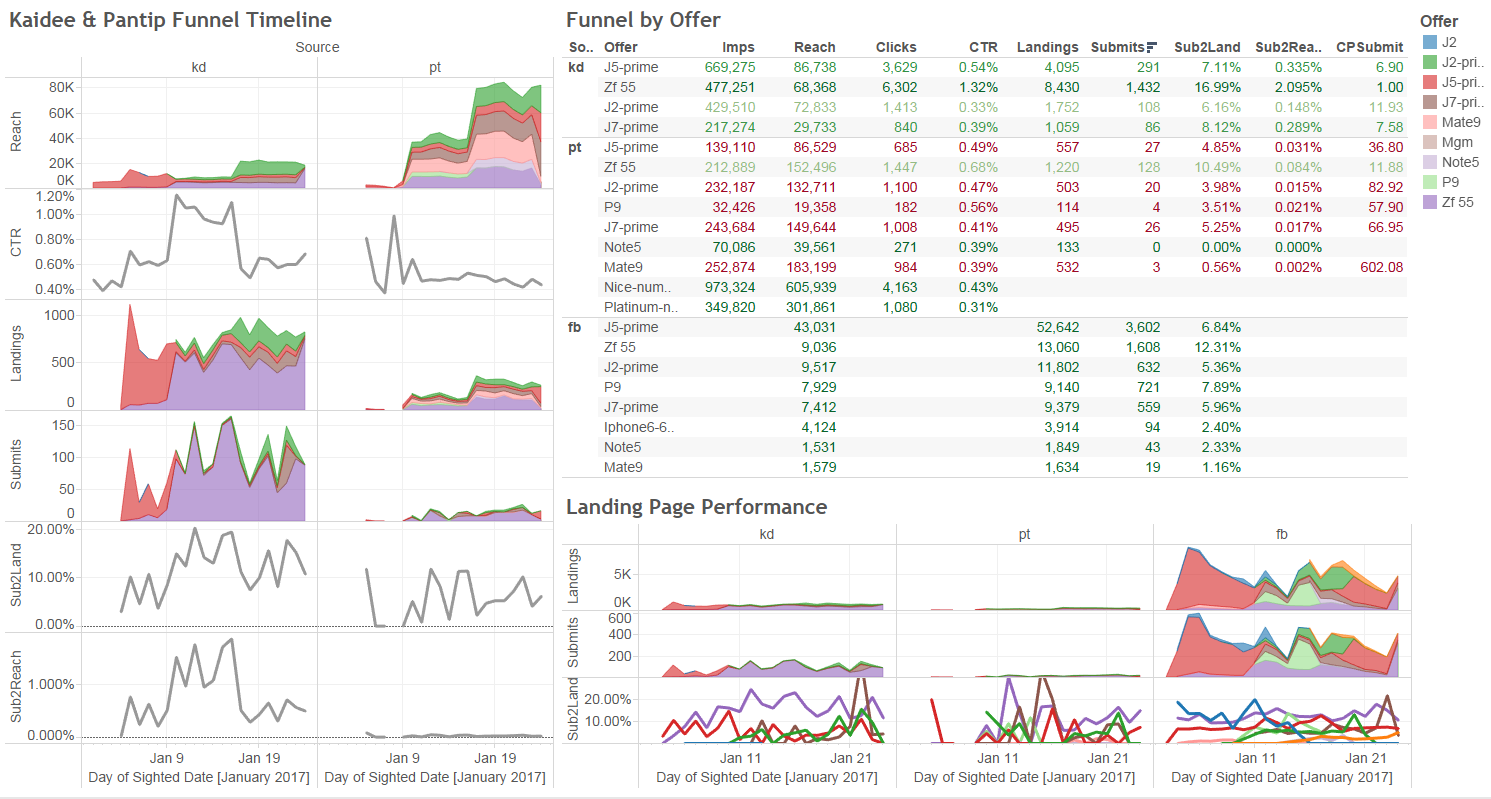 Kaidee & Pantip Funnel Timeline
Source
kd pt
Reach
80K
60K
40K
20K
0K
CTR
1.20%
1.00%
0.80%
0.60%
0.40%
Landings
1000
500
0
Submits
150
100
50
0
Sub2Land
20.00%
10.00%
0.00%
Sub2Reach
1.000%
0.000%
Jan 9 Jan 19 Jan 9 Jan 19
Day of Sighted Date [January 2017] Day of Sighted Date [January 2017]
Funnel by Offer
So.. Offer Imps Reach Clicks CTR Landings Submits Sub2Land Sub2Rea.. CPSubmit
kd J5-prime 669,275 86,738 3,629 0.54% 4,095 291 7.11% 0.335% 6.90
Zf 55 477,251 68,368 6,302 1.32% 8,430 1,432 16.99% 2.095% 1.00
J2-prime 429,510 72,833 1,413 0.33% 1,752 108 6.16% 0.148% 11.93
J7-prime 217,274 29,733 840 0.39% 1,059 86 8.12% 0.289% 7.58
pt J5-prime 139,110 86,529 685 0.49% 557 27 4.85% 0.031% 36.80
Zf 55 212,889 152,496 1,447 0.68% 1,220 128 10.49% 0.084% 11.88
J2-prime 232,187 132,711 1,100 0.47% 503 20 3.98% 0.015% 82.92
P9 32,426 19,358 182 0.56% 114 4 3.51% 0.021% 57.90
J7-prime 243,684 149,644 1,008 0.41% 495 26 5.25% 0.017% 66.95
Note5 70,086 39,561 271 0.39% 133 0 0.00% 0.000%
Mate9 252,874 183,199 984 0.39% 532 3 0.56% 0.002% 602.08
Nice-num.. 973,324 605,939 4,163 0.43%
Platinum-n.. 349,820 301,861 1,080 0.31%
fb J5-prime 43,031 52,642 3,602 6.84%
Zf 55 9,036 13,060 1,608 12.31%
J2-prime 9,517 11,802 632 5.36%
P9 7,929 9,140 721 7.89%
J7-prime 7,412 9,379 559 5.96%
Iphone6-6.. 4,124 3,914 94 2.40%
Note5 1,531 1,849 43 2.33%
Mate9 1,579 1,634 19 1.16%
Landing Page Performance
kd pt fb
Landings
5K
0K
Submits
600
400
200
Sub2Land
20.00%
10.00%
Jan 11 Jan 21 Jan 11 Jan 21 Jan 11 Jan 21
Day of Sighted Date [January 2017] Day of Sighted Date [January 2017] Day of Sighted Date [January 2017]
Offer
J2
J2-pri..
J5-pri..
J7-pri..
Mate9
Mgm
Note5
P9
Zf 55